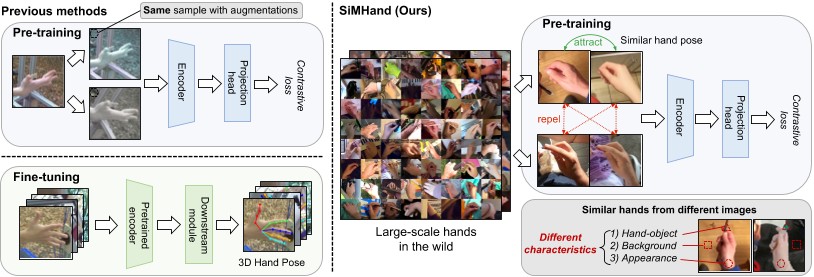 Previous methods
Same sample with augmentations
Pre-training
Encoder
Projection
head
Contrastive
loss
Fine-tuning
Pretrained
encoder
Downstream
module
3D Hand Pose
SiMHand (Ours)
Large-scale hands
in the wild
Pre-training
attract
Similar hand pose
repel
Encoder
Projection
head
Contrastive
loss
Similar hands from different images
Different
characteristics
1) Hand-object
2) Background
3) Appearance